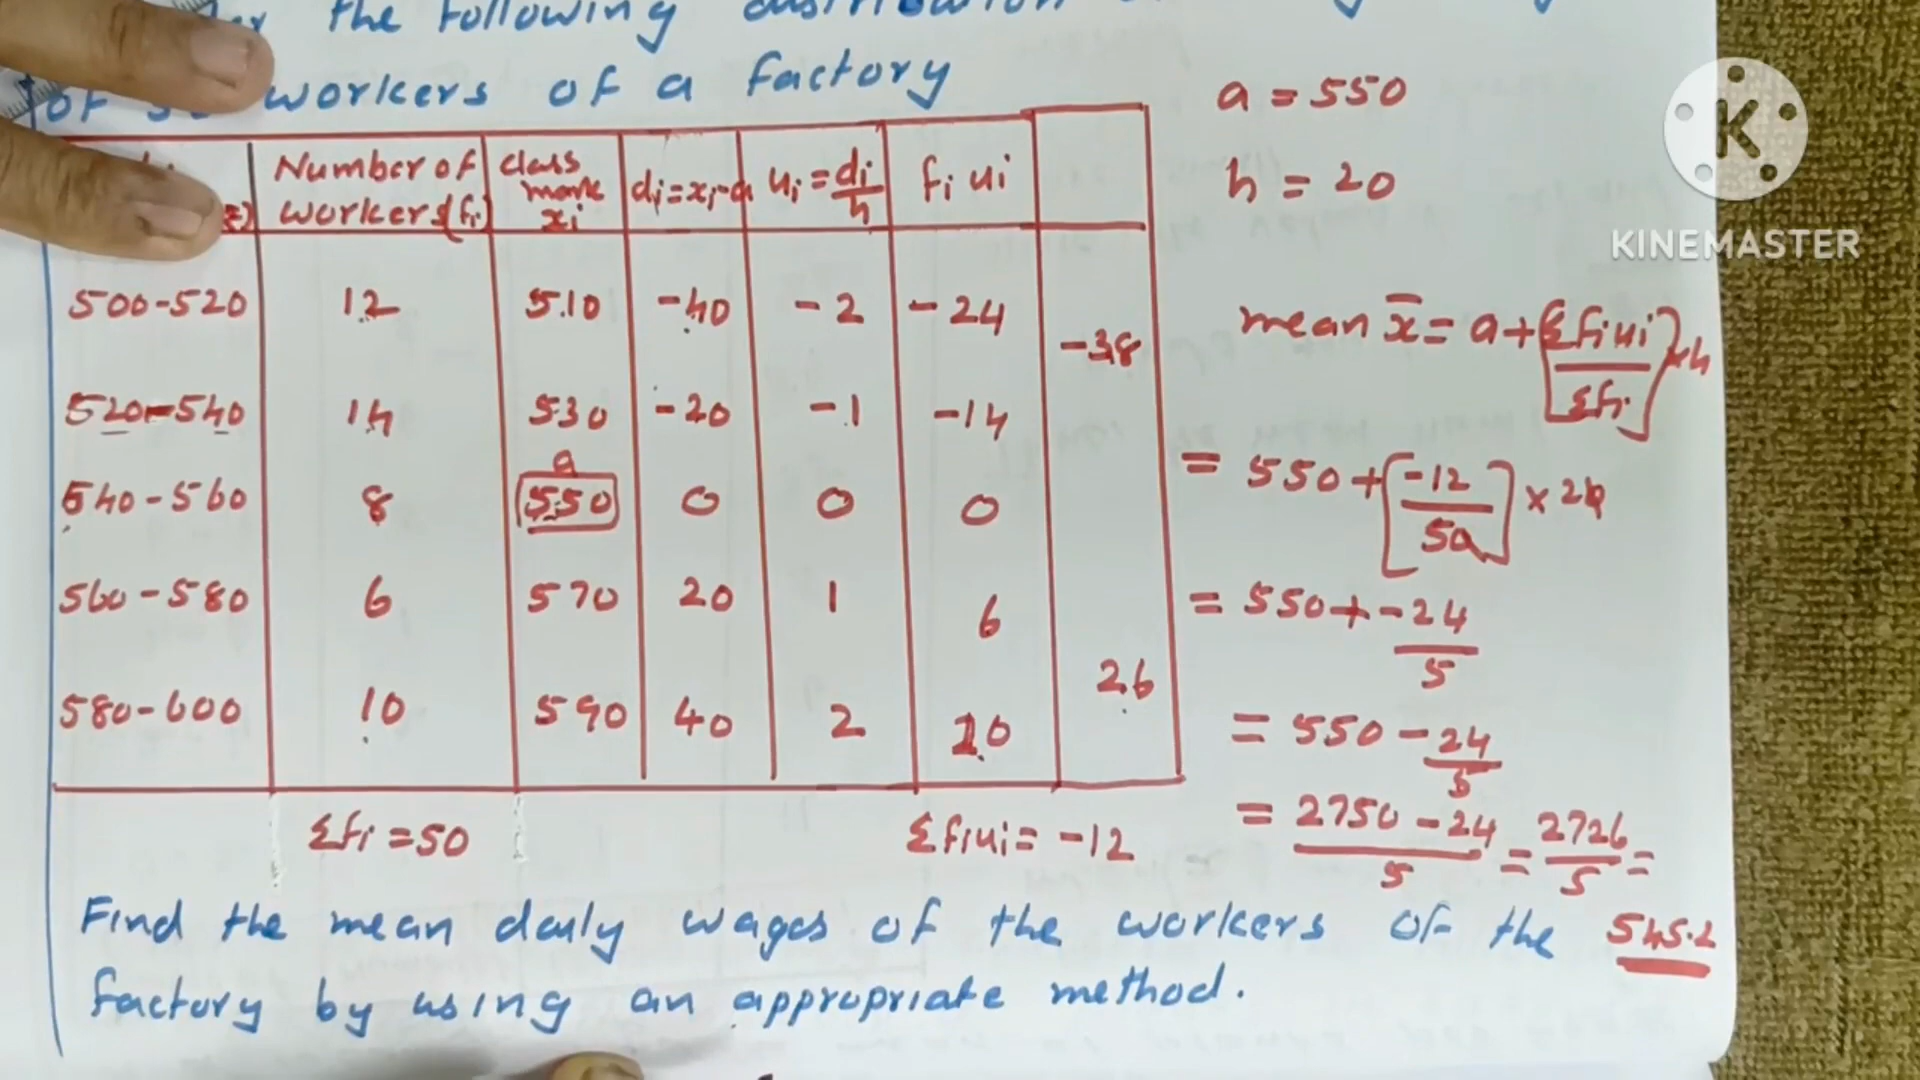 the following distribution
of workers of a factory
Number of workers (fi) | class mark xi | di = xi - a | ui = di/h | fi ui
500-520 | 12 | 510 | -40 | -2 | -24
-38
520-540 | 14 | 530 | -20 | -1 | -14
a
540-560 | 8 | 550 | 0 | 0 | 0
560-580 | 6 | 570 | 20 | 1 | 6
26
580-600 | 10 | 590 | 40 | 2 | 20
Σfi = 50
Σfiui = -12
Find the mean daily wages of the workers of the
factory by using an appropriate method.
a = 550
h = 20
mean x̄ = a + [Σfiui / Σfi] × h
= 550 + [-12 / 50] × 20
= 550 + -24/5
= 550 - 24/5
= 2750 - 24 / 5 = 2726/5 =
545.2
K
KINEMASTER